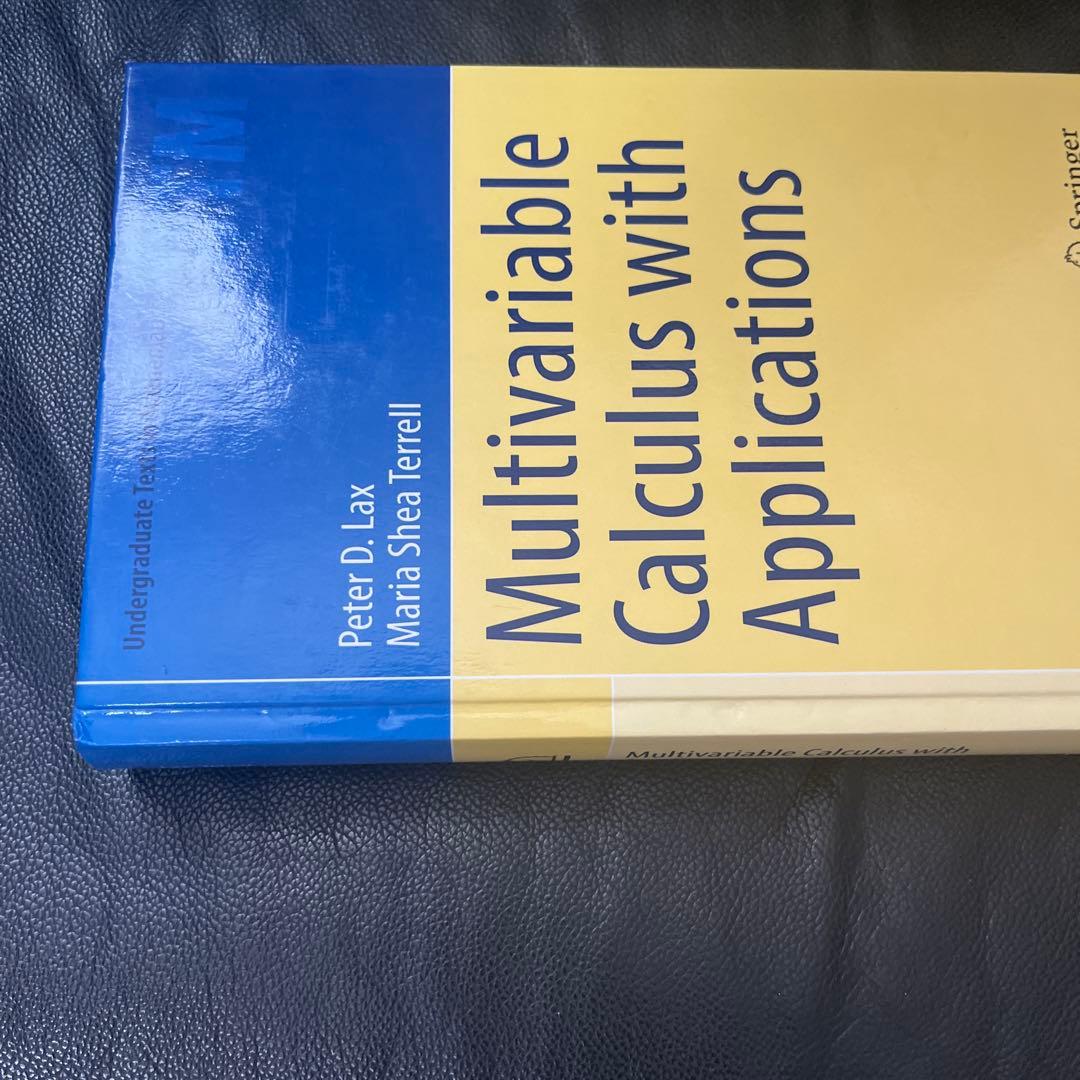 Undergraduate Texts
M
Peter D. Lax
Maria Shea Terrell
Multivariable
Calculus with
Applications
Springer
Multivariable Calculus with